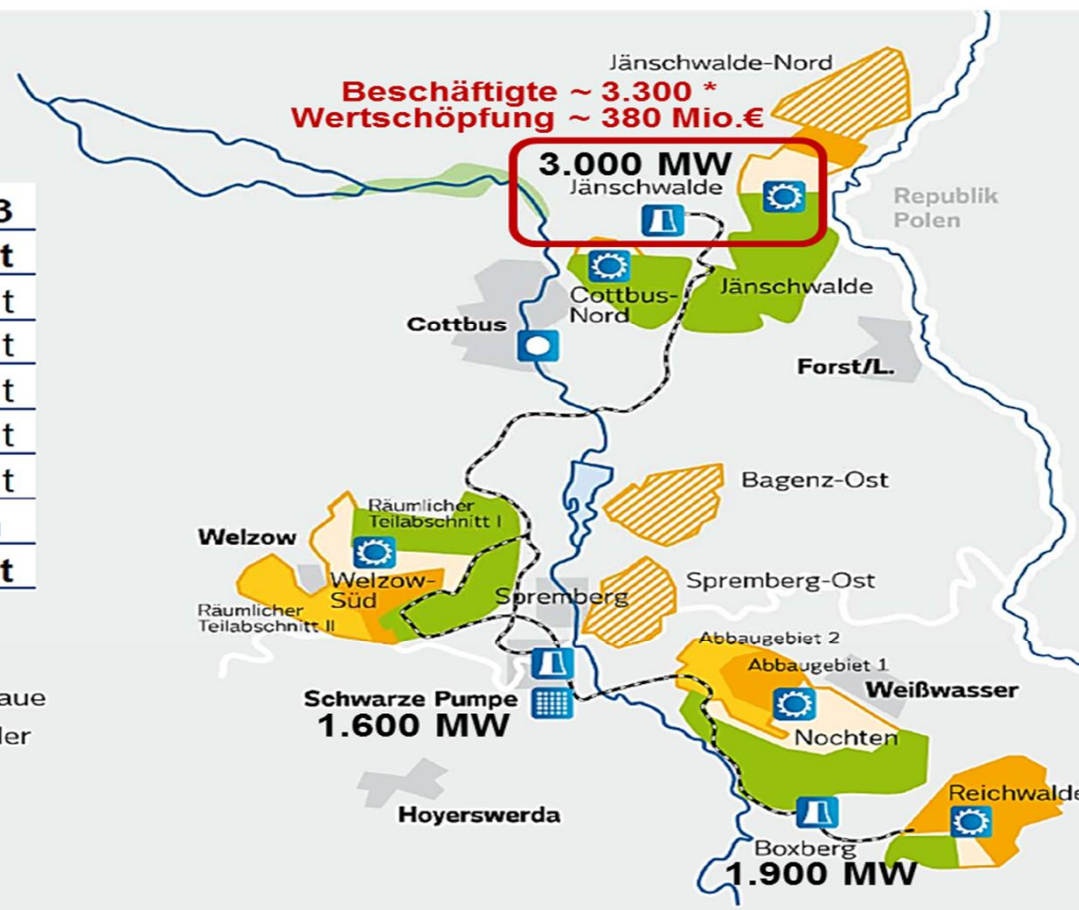 Jänschwalde-Nord
Beschäftigte ~ 3.300 *
Wertschöpfung ~ 380 Mio.€
3.000 MW
Jänschwalde
Republik
Polen
3
t
t
t
t
t
t
t
Jänschwalde
Cottbus-
Nord
Cottbus
Forst/L.
Bagenz-Ost
Räumlicher
Teilabschnitt I
Welzow
Welzow-
Süd
Spremberg-Ost
Spremberg
Räumlicher
Teilabschnitt II
Abbaugebiet 2
Abbaugebiet 1
Weißwasser
Schwarze Pumpe
1.600 MW
Nochten
Hoyerswerda
Reichwalde
Boxberg
1.900 MW